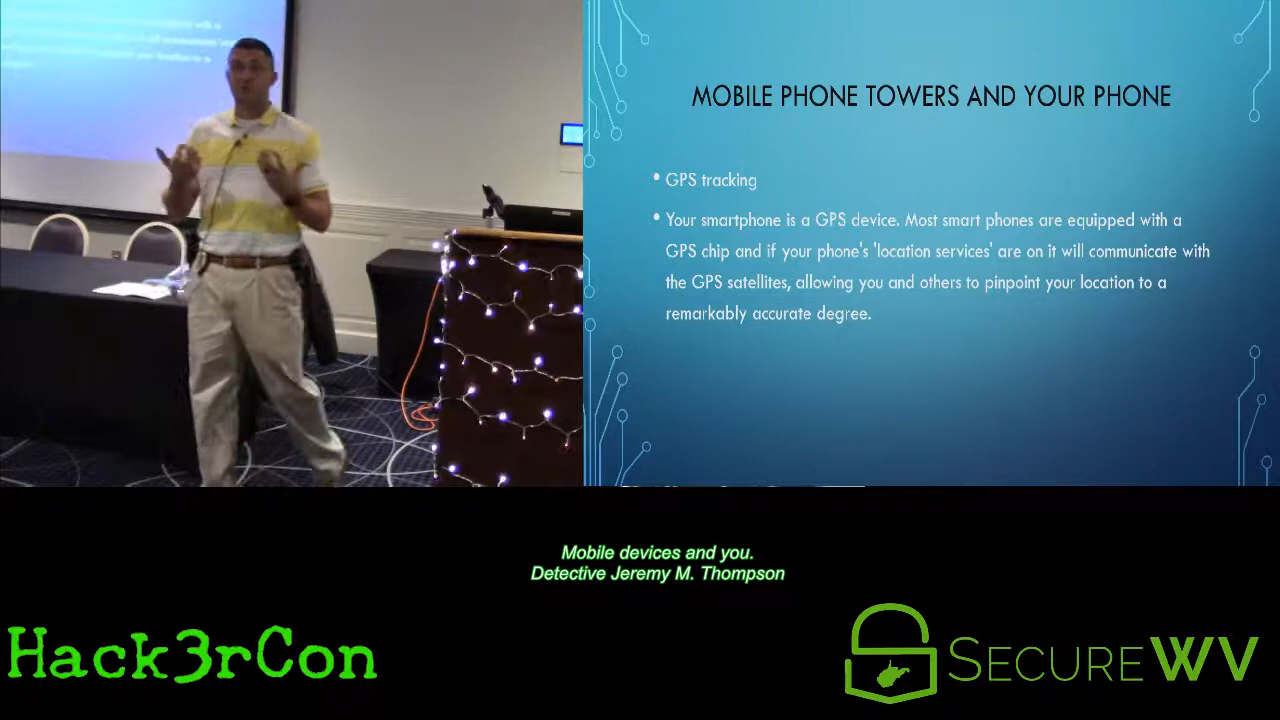 MOBILE PHONE TOWERS AND YOUR PHONE
• GPS tracking
• Your smartphone is a GPS device. Most smart phones are equipped with a
GPS chip and if your phone's 'location services' are on it will communicate with
the GPS satellites, allowing you and others to pinpoint your location to a
remarkably accurate degree.
Mobile devices and you.
Detective Jeremy M. Thompson
Hack3rCon
SECUREWV